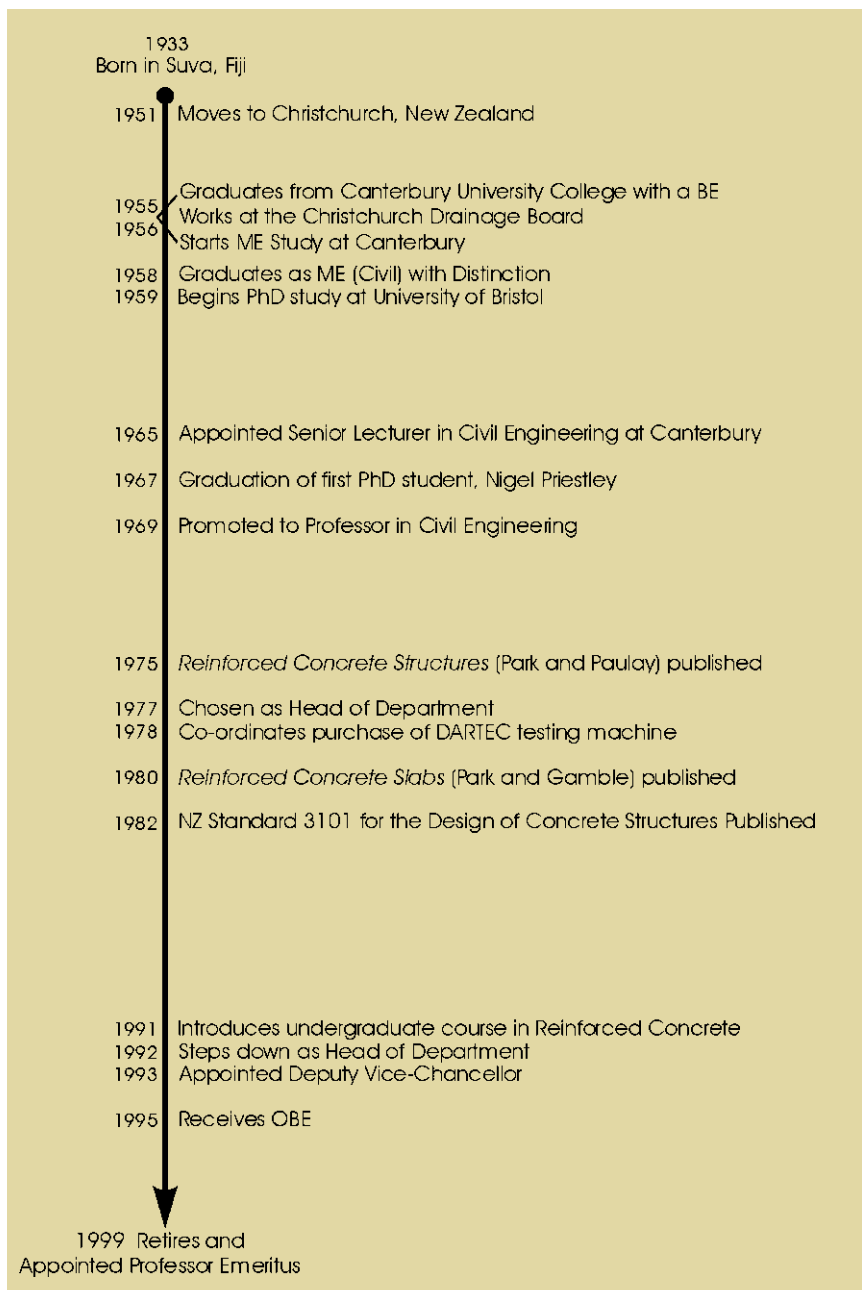 1933
Born in Suva, Fiji
1951 Moves to Christchurch, New Zealand
Graduates from Canterbury University College with a BE
1955
Works at the Christchurch Drainage Board
1956
Starts ME Study at Canterbury
1958 Graduates as ME (Civil) with Distinction
1959 Begins PhD study at University of Bristol
1965 Appointed Senior Lecturer in Civil Engineering at Canterbury
1967 Graduation of first PhD student, Nigel Priestley
1969 Promoted to Professor in Civil Engineering
1975 Reinforced Concrete Structures (Park and Paulay) published
1977 Chosen as Head of Department
1978 Co-ordinates purchase of DARTEC testing machine
1980 Reinforced Concrete Slabs (Park and Gamble) published
1982 NZ Standard 3101 for the Design of Concrete Structures Published
1991 Introduces undergraduate course in Reinforced Concrete
1992 Steps down as Head of Department
1993 Appointed Deputy Vice-Chancellor
1995 Receives OBE
1999 Retires and
Appointed Professor Emeritus